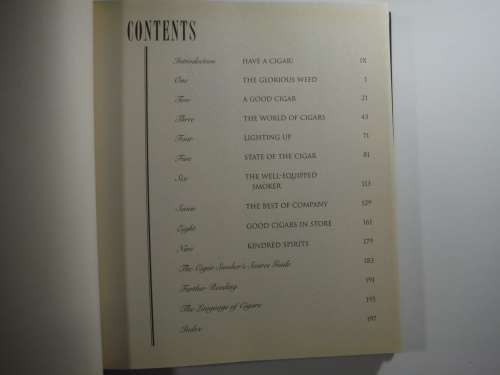 CONTENTS
Introduction HAVE A CIGAR! IX
One THE GLORIOUS WEED 1
Two A GOOD CIGAR 21
Three THE WORLD OF CIGARS 43
Four LIGHTING UP 71
Five STATE OF THE CIGAR 81
Six THE WELL-EQUIPPED
SMOKER 113
Seven THE BEST OF COMPANY 129
Eight GOOD CIGARS IN STORE 161
Nine KINDRED SPIRITS 179
The Cigar Smoker's Source Guide 183
Further Reading 191
The Language of Cigars 193
Index 197